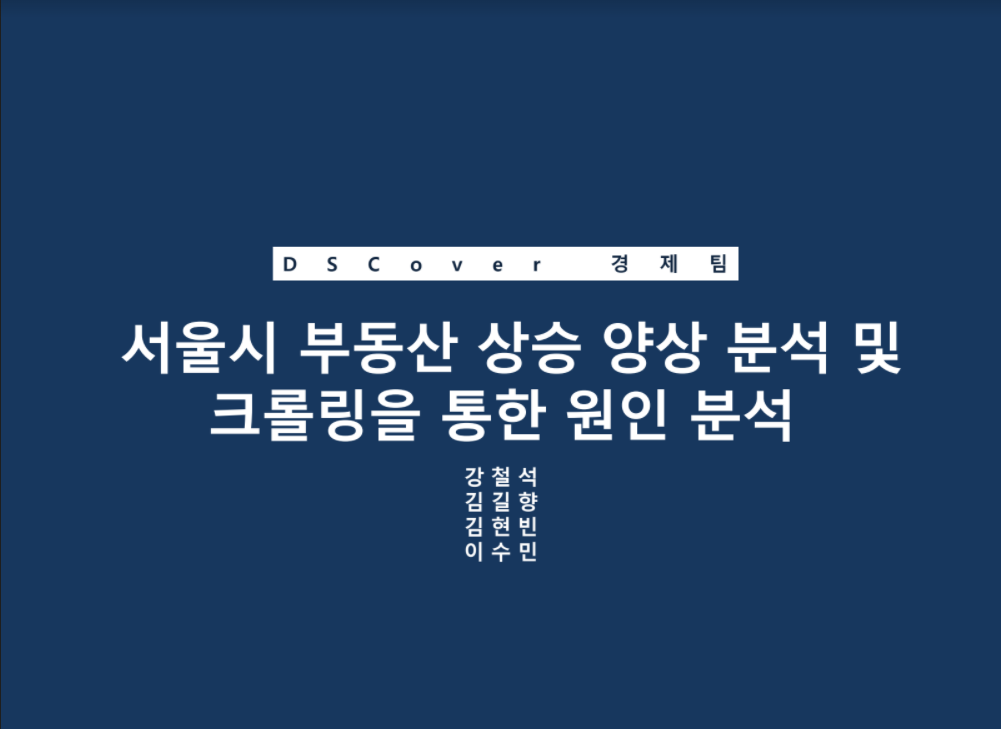 DSCover 경제팀
서울시 부동산 상승 양상 분석 및
크롤링을 통한 원인 분석
강철석
김길향
김현빈
이수민